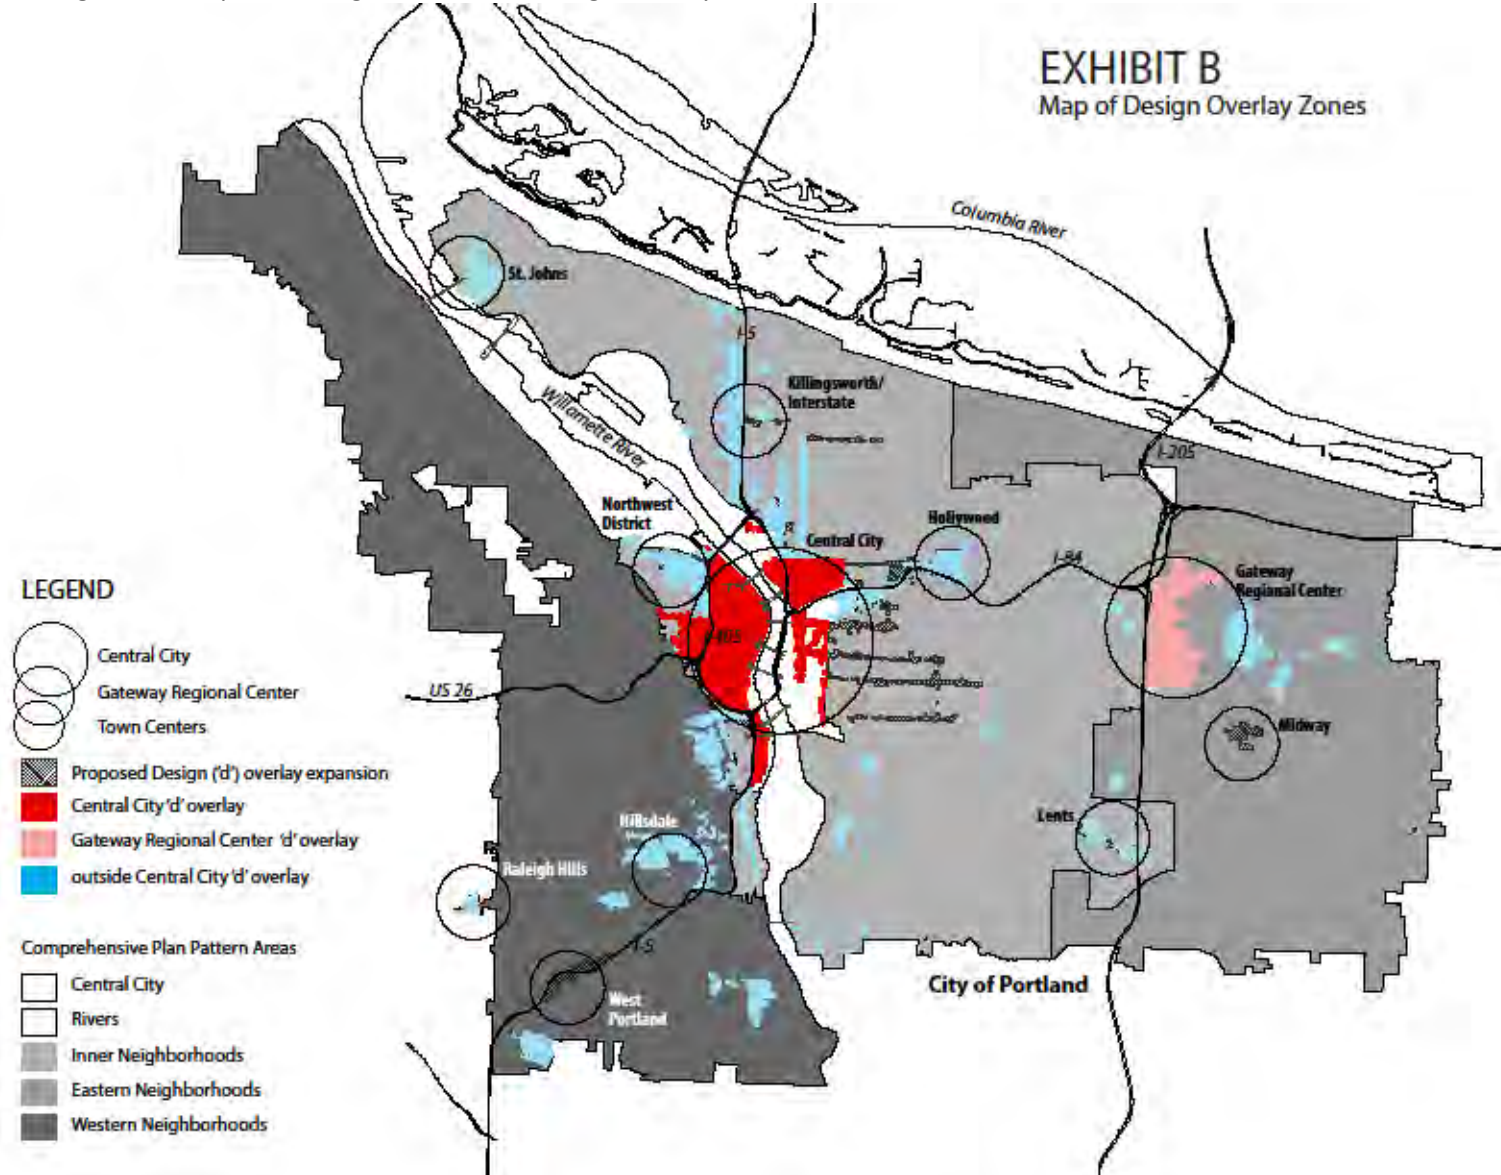 EXHIBIT B
Map of Design Overlay Zones
Columbia River
St. Johns
I-5
Killingsworth/
Interstate
Willamette River
I-205
Northwest
District
Hollywood
Central City
I-84
Gateway
Regional Center
I-405
US 26
Midway
Lents
Hillsdale
Raleigh Hills
I-5
West
Portland
City of Portland
LEGEND
Central City
Gateway Regional Center
Town Centers
Proposed Design ('d') overlay expansion
Central City 'd' overlay
Gateway Regional Center 'd' overlay
outside Central City 'd' overlay
Comprehensive Plan Pattern Areas
Central City
Rivers
Inner Neighborhoods
Eastern Neighborhoods
Western Neighborhoods